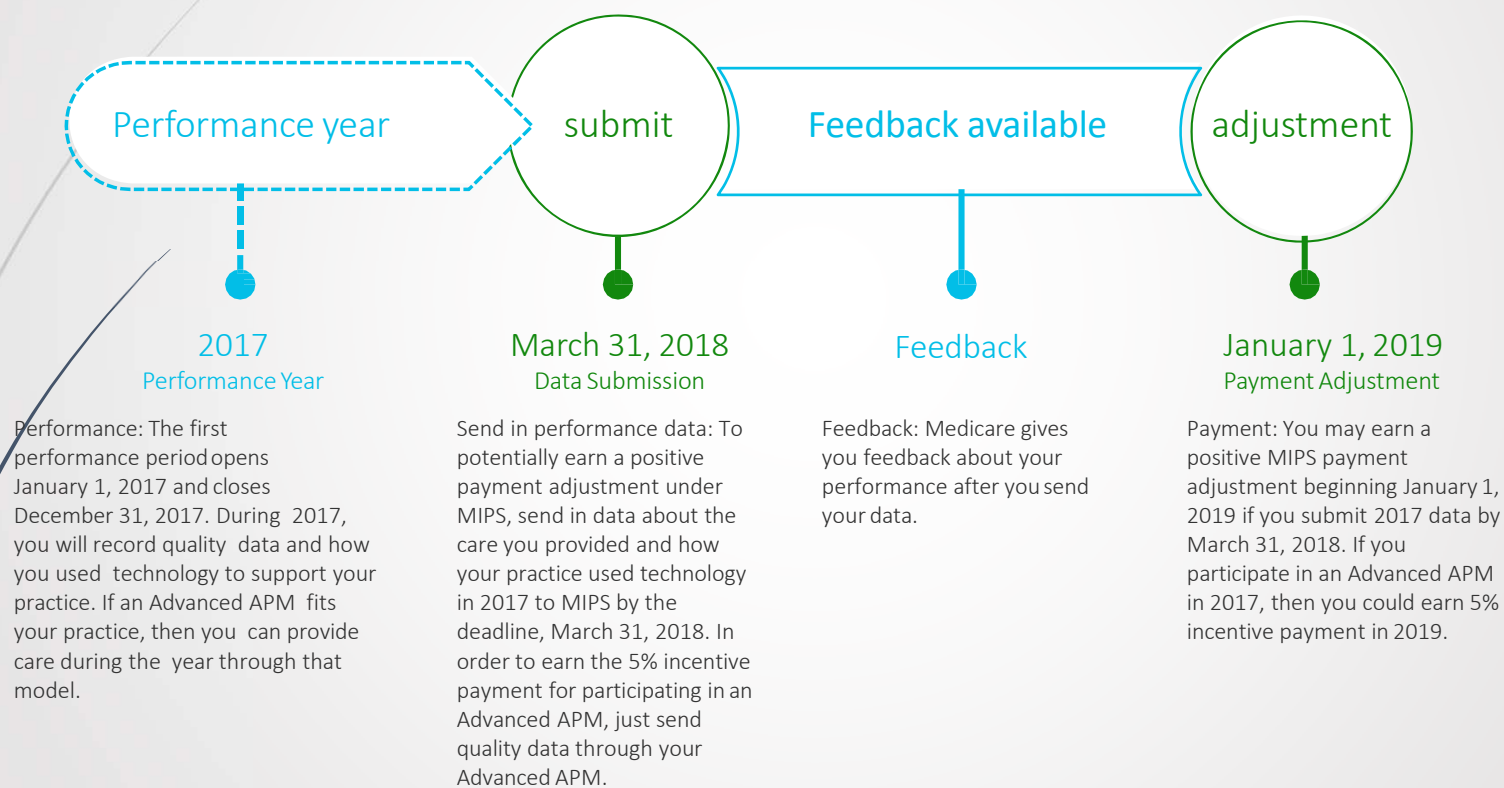 Performance year
submit
Feedback available
adjustment
2017
Performance Year
Performance: The first
performance period opens
January 1, 2017 and closes
December 31, 2017. During 2017,
you will record quality data and how
you used technology to support your
practice. If an Advanced APM fits
your practice, then you can provide
care during the year through that
model.
March 31, 2018
Data Submission
Send in performance data: To
potentially earn a positive
payment adjustment under
MIPS, send in data about the
care you provided and how
your practice used technology
in 2017 to MIPS by the
deadline, March 31, 2018. In
order to earn the 5% incentive
payment for participating in an
Advanced APM, just send
quality data through your
Advanced APM.
Feedback
Feedback: Medicare gives
you feedback about your
performance after you send
your data.
January 1, 2019
Payment Adjustment
Payment: You may earn a
positive MIPS payment
adjustment beginning January 1,
2019 if you submit 2017 data by
March 31, 2018. If you
participate in an Advanced APM
in 2017, then you could earn 5%
incentive payment in 2019.